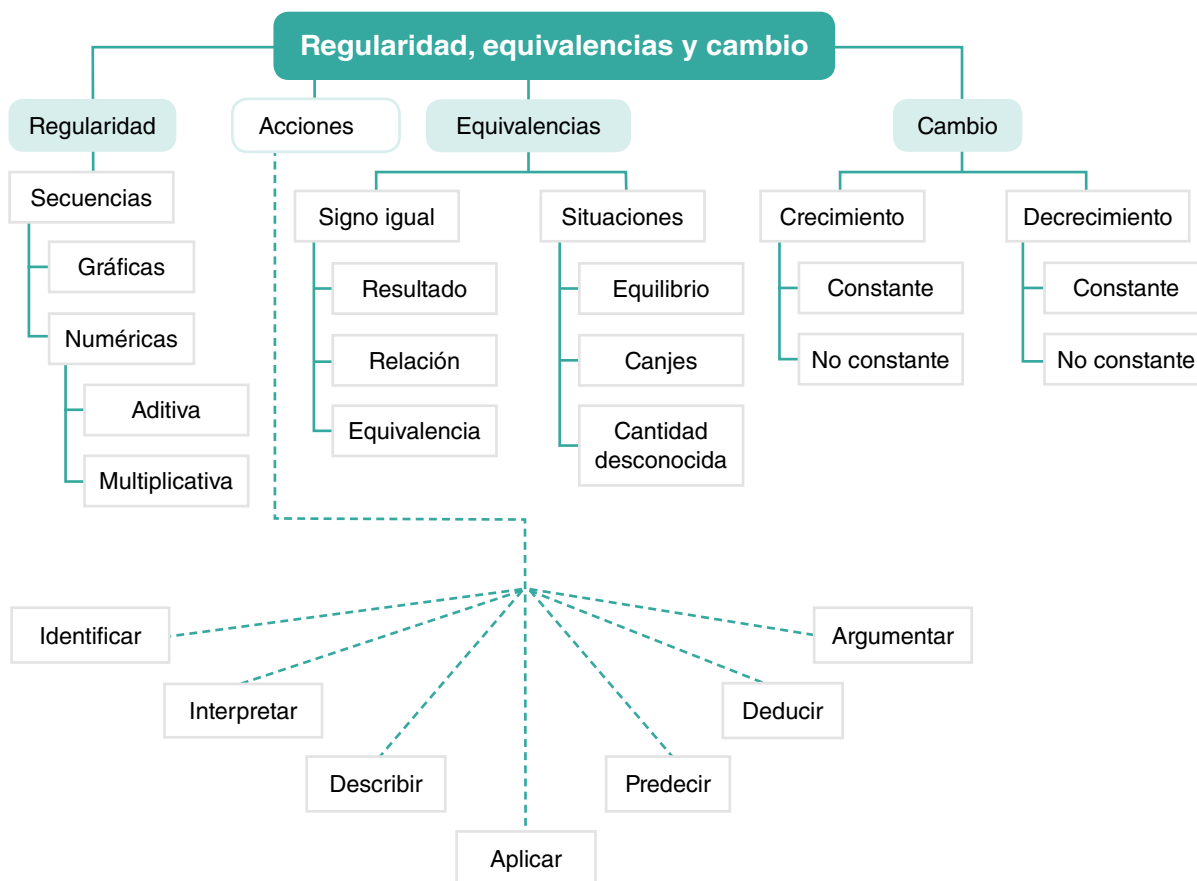 Regularidad, equivalencias y cambio
Regularidad
Acciones
Equivalencias
Cambio
Secuencias
Gráficas
Numéricas
Aditiva
Multiplicativa
Signo igual
Resultado
Relación
Equivalencia
Situaciones
Equilibrio
Canjes
Cantidad
desconocida
Crecimiento
Constante
No constante
Decrecimiento
Constante
No constante
Identificar
Interpretar
Describir
Aplicar
Predecir
Deducir
Argumentar